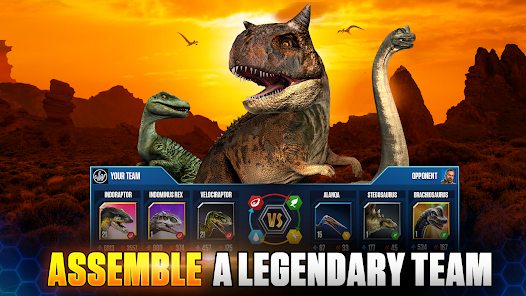 YOUR TEAM
OPPONENT
INDORAPTOR INDOMINUS REX VELOCIRAPTOR VS ALANQA STEGOSAURUS BRACHIOSAURUS
ASSEMBLE A LEGENDARY TEAM